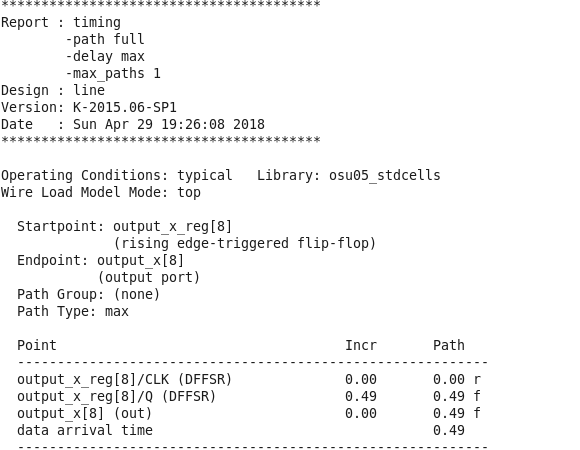 ****************************************
Report : timing
        -path full
        -delay max
        -max_paths 1
Design : line
Version: K-2015.06-SP1
Date   : Sun Apr 29 19:26:08 2018
****************************************

Operating Conditions: typical   Library: osu05_stdcells
Wire Load Model Mode: top

  Startpoint: output_x_reg[8]
              (rising edge-triggered flip-flop)
  Endpoint: output_x[8]
            (output port)
  Path Group: (none)
  Path Type: max

  Point                                    Incr       Path
  -----------------------------------------------------------
  output_x_reg[8]/CLK (DFFSR)              0.00       0.00 r
  output_x_reg[8]/Q (DFFSR)                0.49       0.49 f
  output_x[8] (out)                        0.00       0.49 f
  data arrival time                                   0.49
  -----------------------------------------------------------